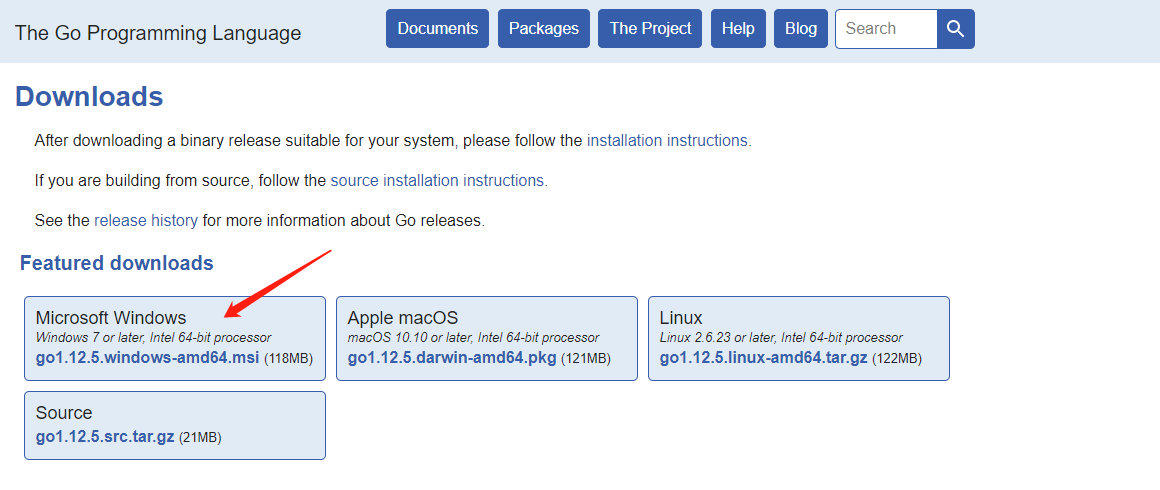 The Go Programming Language
Documents
Packages
The Project
Help
Blog
Search
Downloads
After downloading a binary release suitable for your system, please follow the installation instructions.
If you are building from source, follow the source installation instructions.
See the release history for more information about Go releases.
Featured downloads
Microsoft Windows
Windows 7 or later, Intel 64-bit processor
go1.12.5.windows-amd64.msi (118MB)
Apple macOS
macOS 10.10 or later, Intel 64-bit processor
go1.12.5.darwin-amd64.pkg (121MB)
Linux
Linux 2.6.23 or later, Intel 64-bit processor
go1.12.5.linux-amd64.tar.gz (122MB)
Source
go1.12.5.src.tar.gz (21MB)